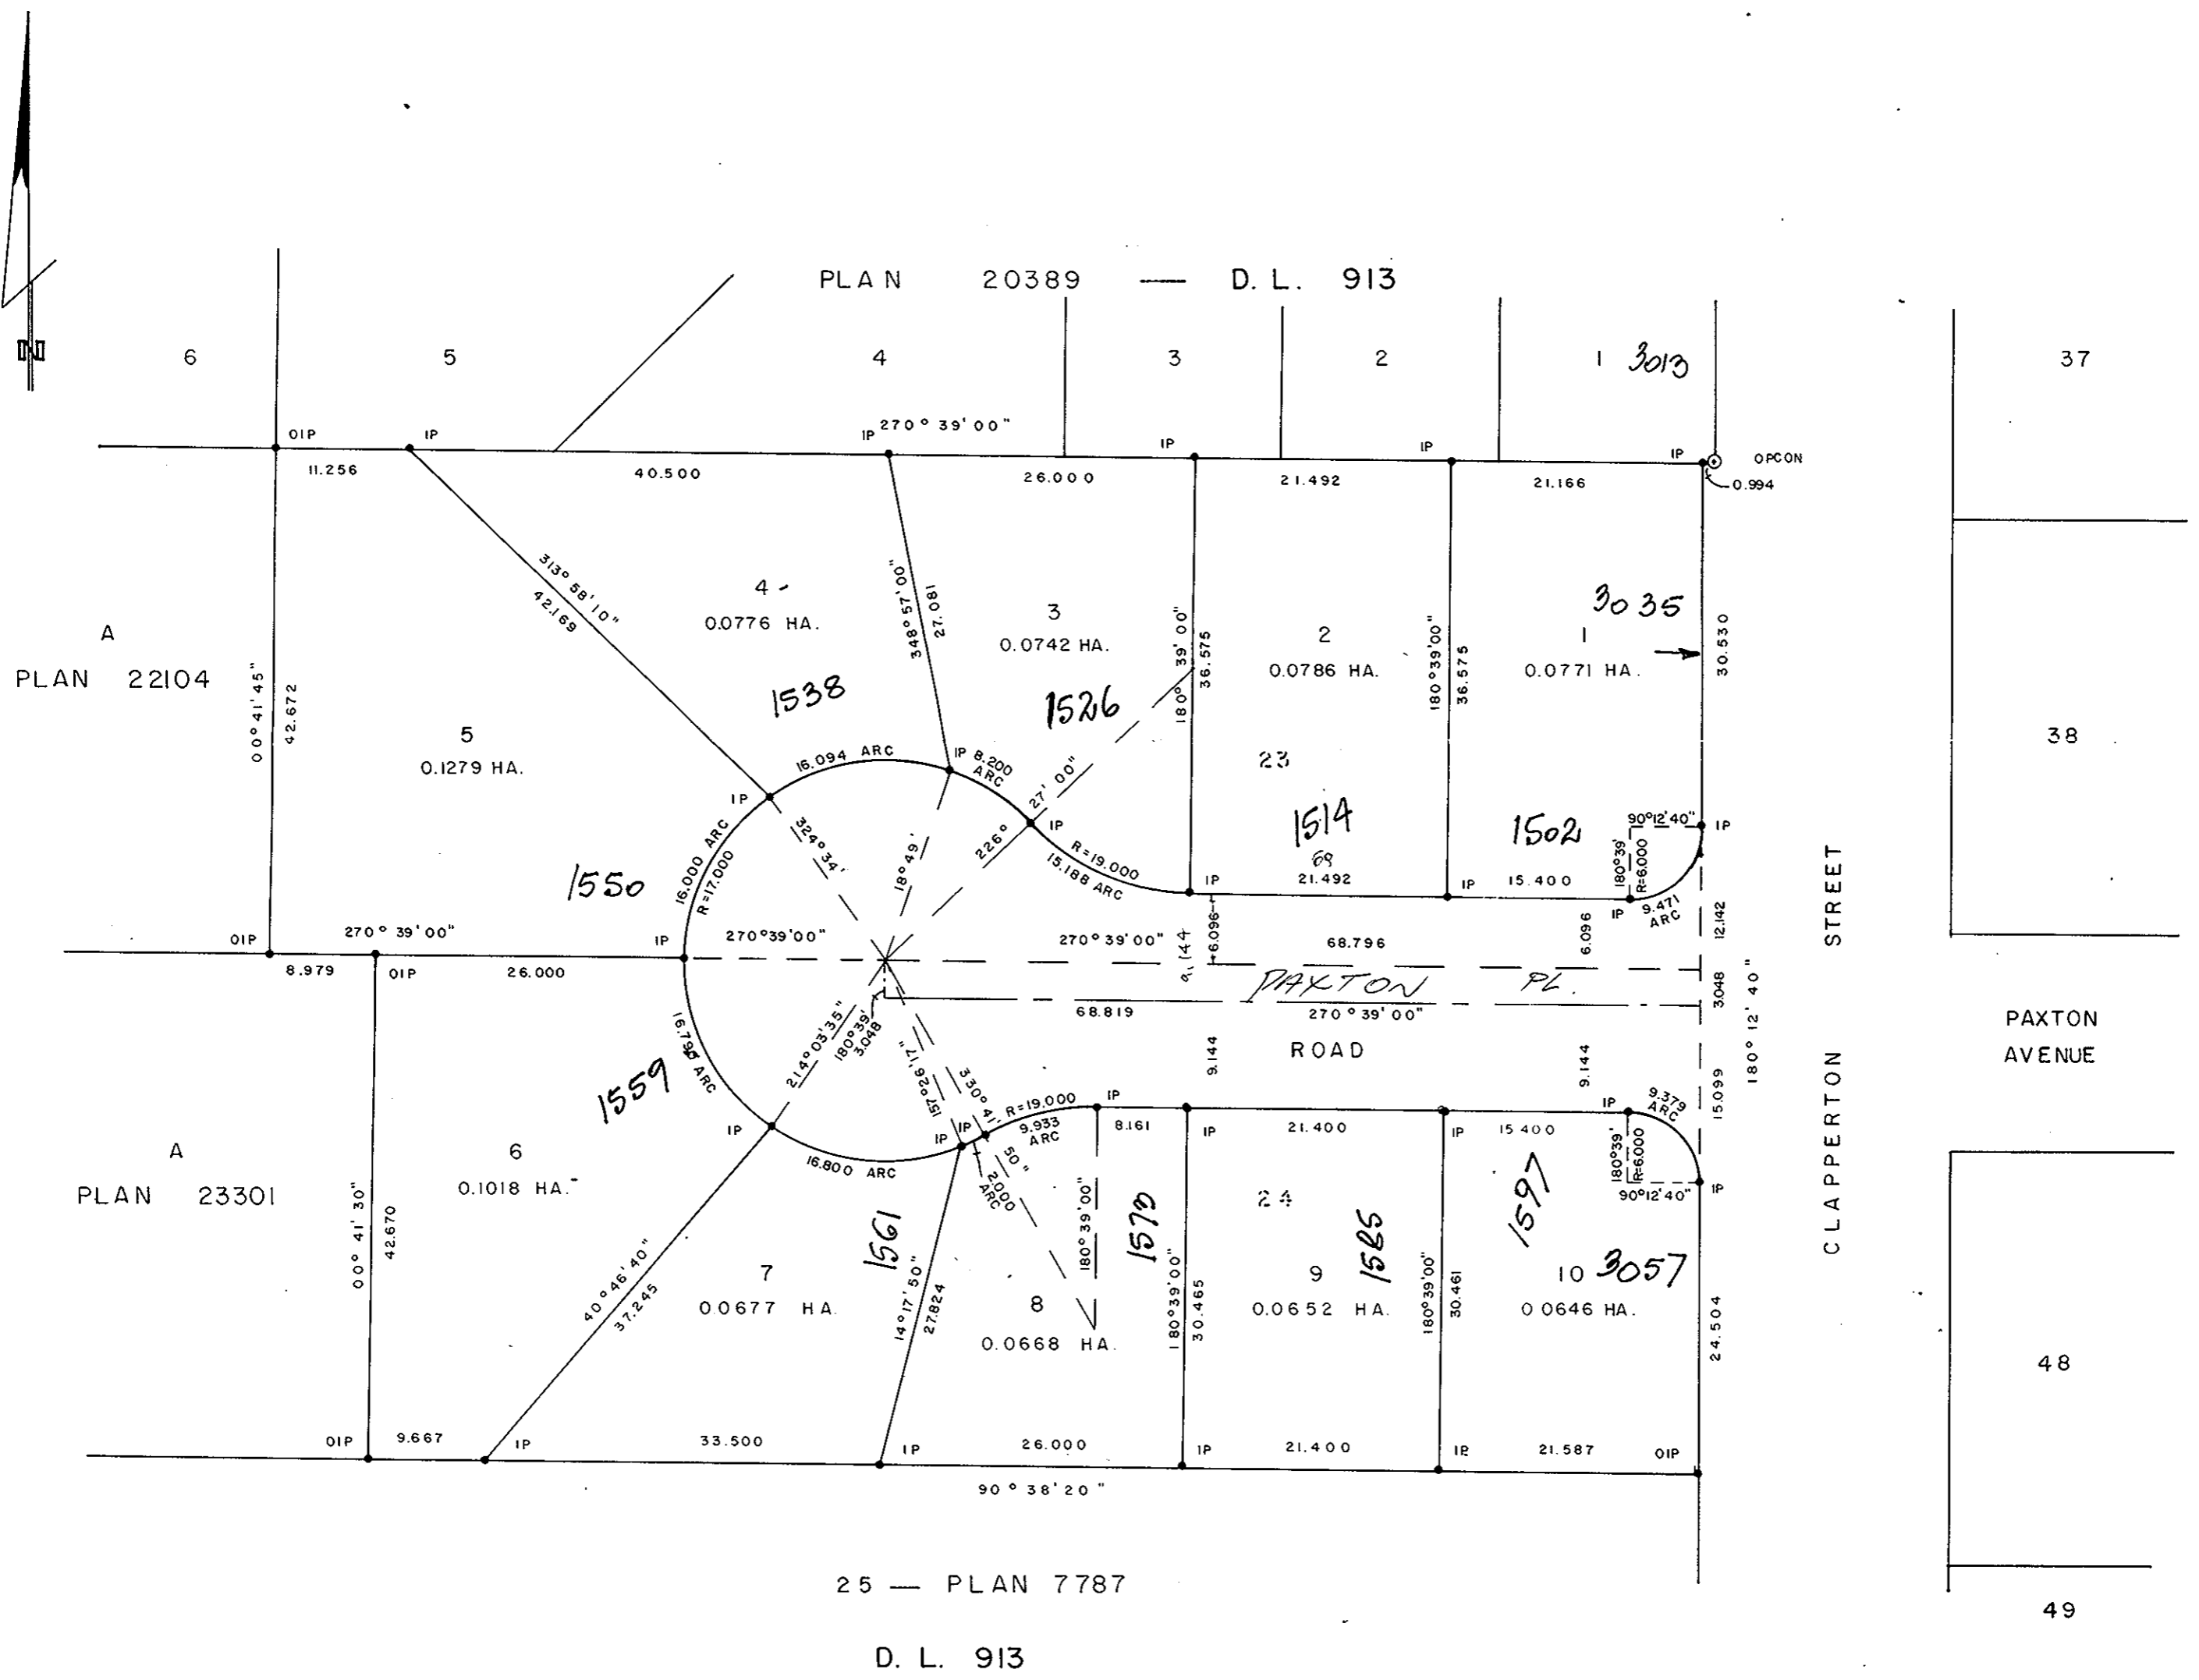 PLAN 20389 — D. L. 913
N
6
5
4
3
2
1 3013
37
OIP
IP
IP
270° 39' 00"
IP
IP
IP
OPCON
11.256
40.500
26.000
21.492
21.166
0.994
A
PLAN 22104
00° 41' 45"
42.672
313° 58' 10"
42.169
4 -
0.0776 HA.
1538
348° 57' 00"
27.081
3
0.0742 HA.
1526
180° 39' 00"
36.575
2
0.0786 HA.
180° 39' 00"
36.575
3035
1
0.0771 HA.
30.530
38
5
0.1279 HA.
1550
IP
16.094 ARC
IP 8.200
ARC
226° 27' 00"
IP
23
1514
69
21.492
1502
90°12'40"
IP
180°39'
R=6.000
16.000 ARC
R=17.000
324°34'
18°49'
R=19.000
15.188 ARC
IP
IP
15.400
IP
9.471
ARC
12.142
STREET
OIP
270° 39' 00"
IP
270°39'00"
270° 39' 00"
9.144
6.096
68.796
6.096
8.979
OIP
26.000
PAXTON PL.
3.048
180° 12' 40"
68.819
270° 39' 00"
PAXTON
AVENUE
214° 03' 35"
180°39'
3.048
157°26'17"
330° 41' 50"
9.144
ROAD
9.144
15.099
CLAPPERTON
1559
IP
16.800 ARC
IP
IP
R=19.000
9.933
ARC
2.000
ARC
IP
8.161
IP
21.400
IP
15 400
IP
9.379
ARC
180°39'
R=6.000
90°12'40"
IP
A
PLAN 23301
00° 41' 30"
42.670
6
0.1018 HA.
40° 46' 40"
37.245
7
0.0677 HA.
1561
14° 17' 50"
27.824
8
0.0668 HA.
180° 39' 00"
180° 39' 00"
30.465
24
9
0.0652 HA.
1585
180° 39' 00"
30.461
1597
10 3057
0 0646 HA.
24.504
48
OIP
9.667
IP
33.500
IP
26.000
IP
21.400
IP
21.587
OIP
90° 38' 20"
25 — PLAN 7787
49
D. L. 913